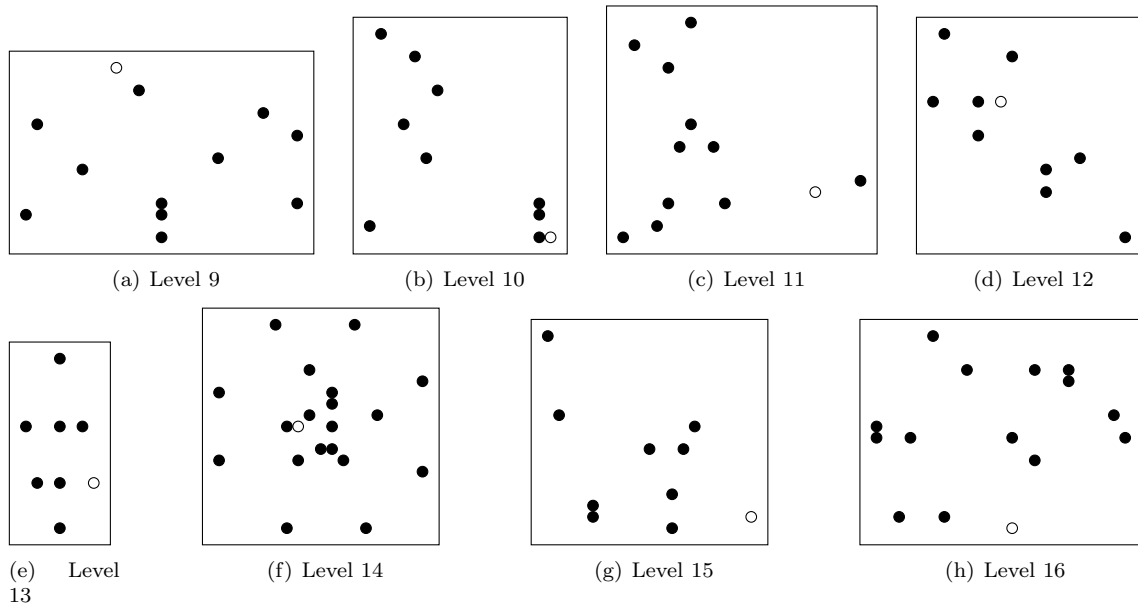 (a) Level 9
(b) Level 10
(c) Level 11
(d) Level 12
(e) Level
13
(f) Level 14
(g) Level 15
(h) Level 16